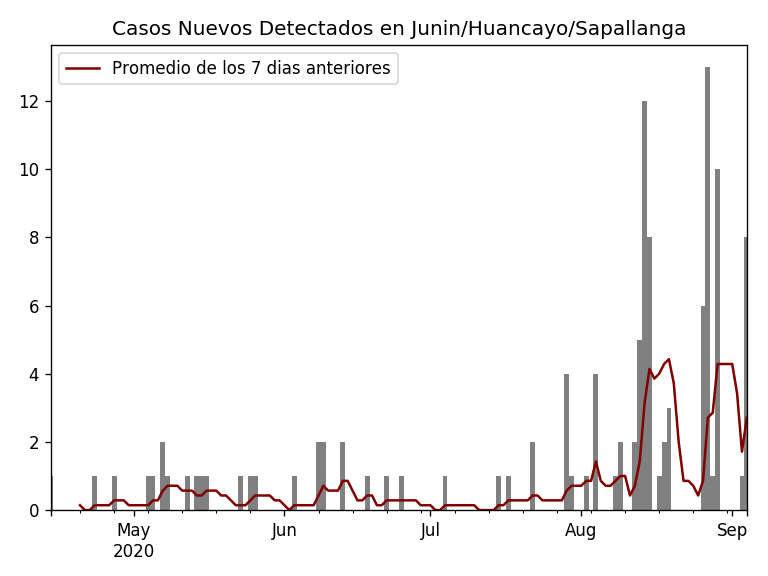 Casos Nuevos Detectados en Junin/Huancayo/Sapallanga
Promedio de los 7 dias anteriores
12
10
8
6
4
2
0
May Jun Jul Aug Sep
2020